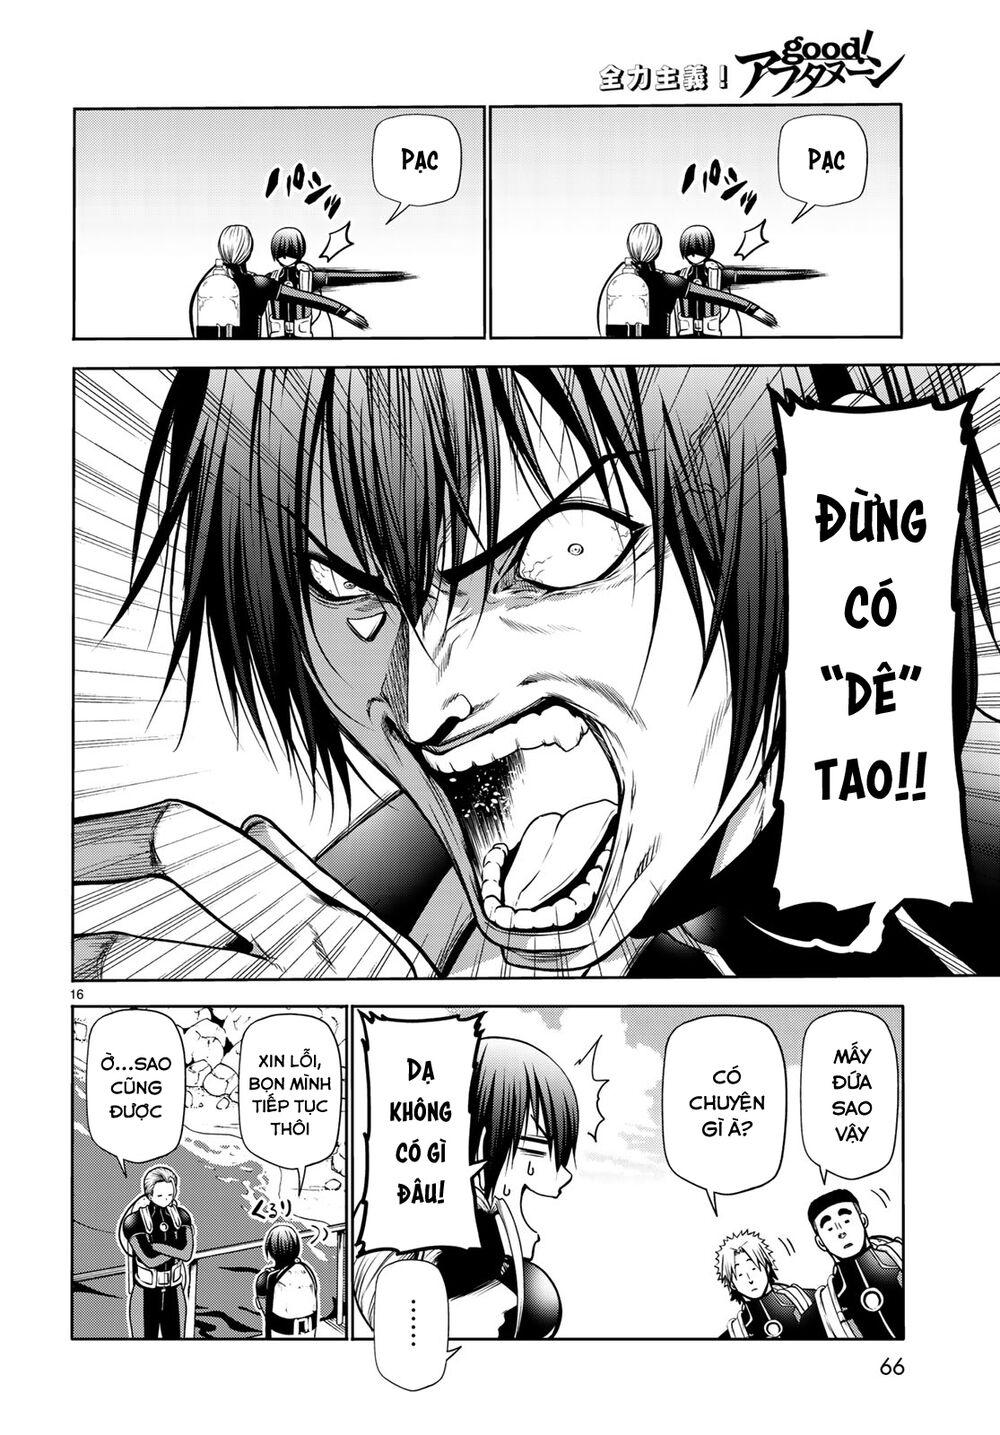 全力主義!
good!
アフタヌーン
PẠC
パシッ
PẠC
パシッ
ĐỪNG
CÓ
"DÊ"
TAO!!
16
MẤY
ĐỨA
SAO
VẬY
CÓ
CHUYỆN
GÌ À?
DẠ
KHÔNG
CÓ GÌ
ĐÂU!
......
XIN LỖI,
BỌN MÌNH
TIẾP TỤC
THÔI
くるり
Ờ...SAO
CŨNG
ĐƯỢC
66